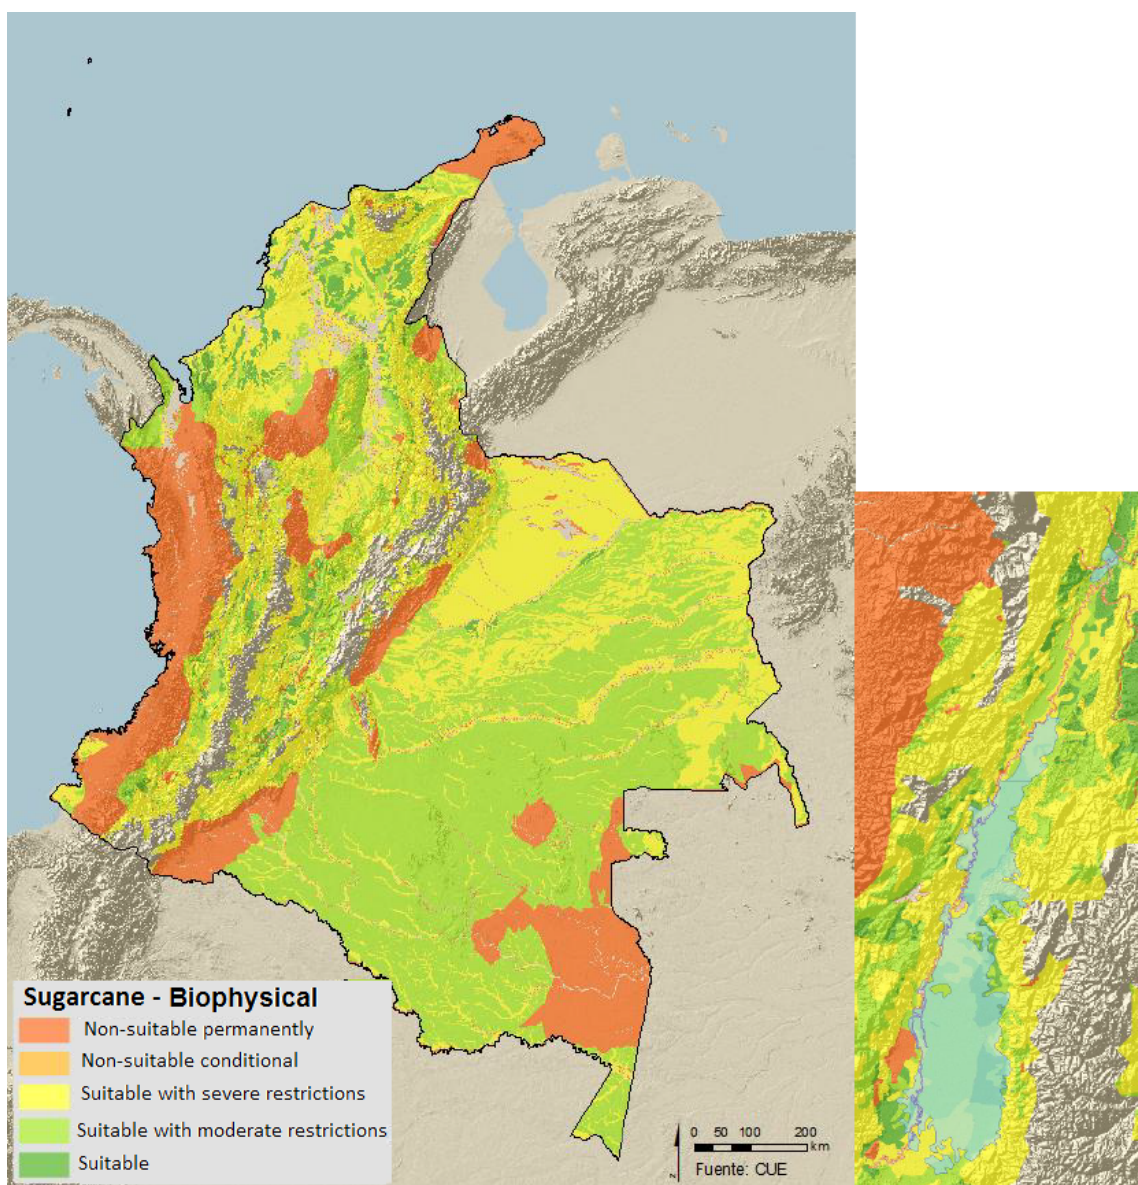 Sugarcane - Biophysical
Non-suitable permanently
Non-suitable conditional
Suitable with severe restrictions
Suitable with moderate restrictions
Suitable
0 50 100 200
km
N
Fuente: CUE